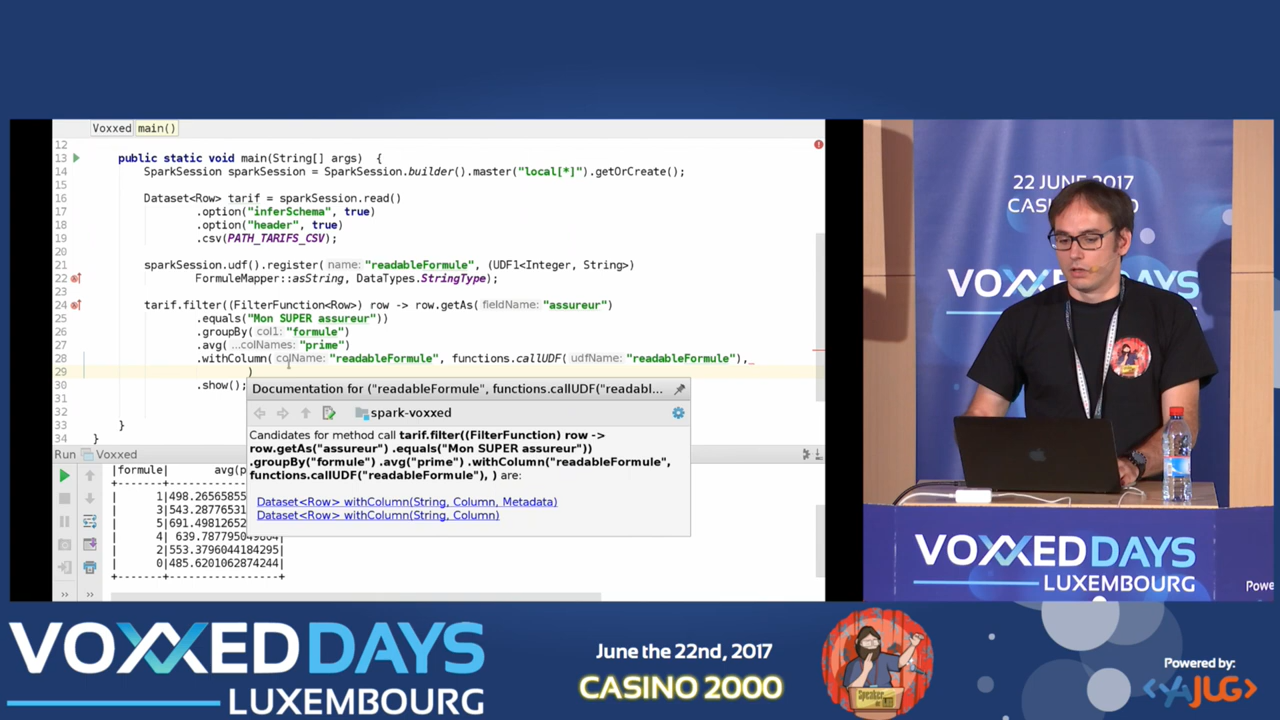 Voxxed main()
12
13 public static void main(String[] args) {
14 SparkSession sparkSession = SparkSession.builder().master("local[*]").getOrCreate();
15
16 Dataset<Row> tarif = sparkSession.read()
17 .option("inferSchema", true)
18 .option("header", true)
19 .csv(PATH_TARIFS_CSV);
20
21 sparkSession.udf().register( name: "readableFormule", (UDF1<Integer, String>)
22 FormuleMapper::asString, DataTypes.StringType);
23
24 tarif.filter((FilterFunction<Row>) row -> row.getAs( fieldName: "assureur")
25 .equals("Mon SUPER assureur"))
26 .groupBy( col1: "formule")
27 .avg( ...colNames: "prime")
28 .withColumn( colName: "readableFormule", functions.callUDF( udfName: "readableFormule"),
29 )
30 .show();
31
32
33 }
34 }
Documentation for ("readableFormule", functions.callUDF("readabl...
spark-voxxed
Candidates for method call tarif.filter((FilterFunction) row ->
row.getAs("assureur") .equals("Mon SUPER assureur"))
.groupBy("formule") .avg("prime") .withColumn("readableFormule",
functions.callUDF("readableFormule"), ) are:
Dataset<Row> withColumn(String, Column, Metadata)
Dataset<Row> withColumn(String, Column)
Run Voxxed
|formule| avg(pr
+-------+----------------+
| 1|498.26565855
| 3|543.28776531
| 5|691.49812652
| 4| 639.787795049804|
| 2|553.3796044184295|
| 0|485.6201062874244|
+-------+----------------+
22 JUNE 2017
VOXXED DAYS
VOXXED DAYS
LUXEMBOURG
Powe
VOXXED DAYS
LUXEMBOURG
June the 22nd, 2017
CASINO 2000
Speaker
Powered by:
<YAJUG>